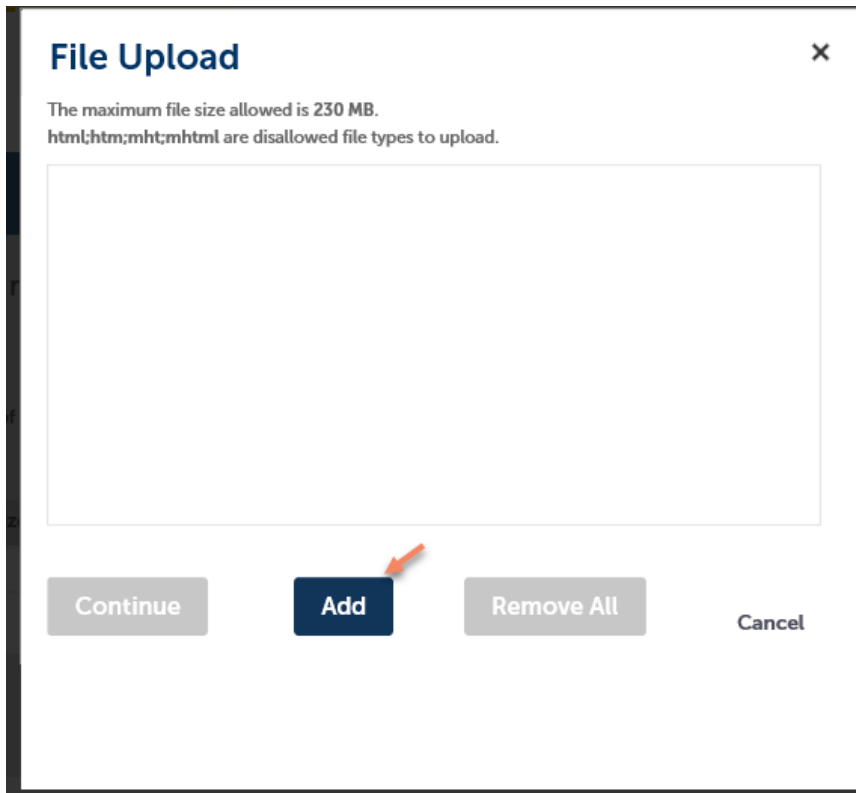 File Upload
The maximum file size allowed is 230 MB.
html;htm;mht;mhtml are disallowed file types to upload.
Continue
Add
Remove All
Cancel